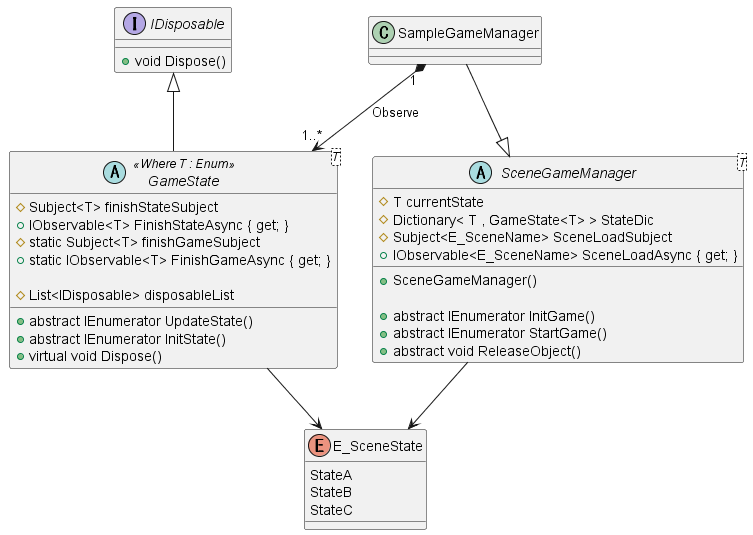 I IDisposable
void Dispose()
C SampleGameManager
1
Observe
1..*
T
A «Where T : Enum»
GameState
Subject<T> finishStateSubject
IObservable<T> FinishStateAsync { get; }
static Subject<T> finishGameSubject
static IObservable<T> FinishGameAsync { get; }
List<IDisposable> disposableList
abstract IEnumerator UpdateState()
abstract IEnumerator InitState()
virtual void Dispose()
T
A SceneGameManager
T currentState
Dictionary< T , GameState<T> > StateDic
Subject<E_SceneName> SceneLoadSubject
IObservable<E_SceneName> SceneLoadAsync { get; }
SceneGameManager()
abstract IEnumerator InitGame()
abstract IEnumerator StartGame()
abstract void ReleaseObject()
E E_SceneState
StateA
StateB
StateC